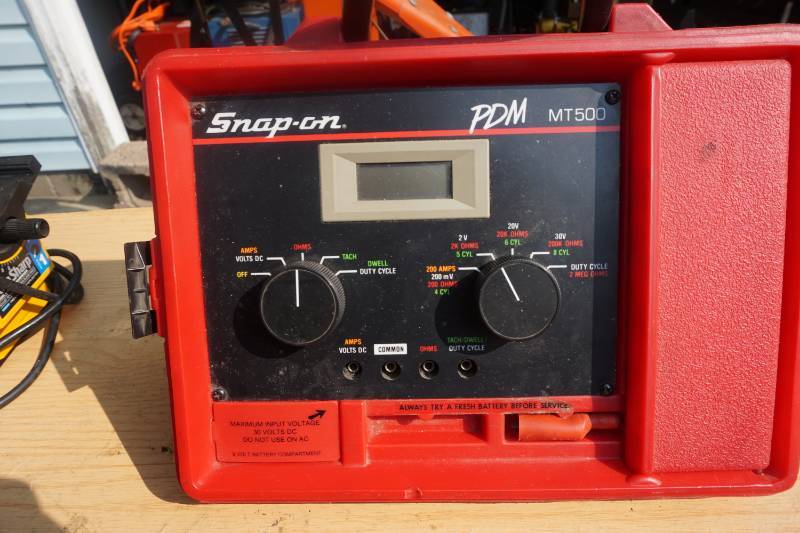 Snap-on®
PDM MT500
AMPS
VOLTS DC
OHMS
TACH
DWELL
DUTY CYCLE
OFF
2 V
2K OHMS
5 CYL
20V
20K OHMS
6 CYL
30V
200K OHMS
8 CYL
200 AMPS
200 mV
200 OHMS
4 CYL
DUTY CYCLE
2 MEG OHMS
AMPS
VOLTS DC
COMMON
OHMS
TACH-DWELL
DUTY CYCLE
ALWAYS TRY A FRESH BATTERY BEFORE SERVICE
MAXIMUM INPUT VOLTAGE
30 VOLTS DC
DO NOT USE ON AC
9 VOLT BATTERY COMPARTMENT
Sharp
1